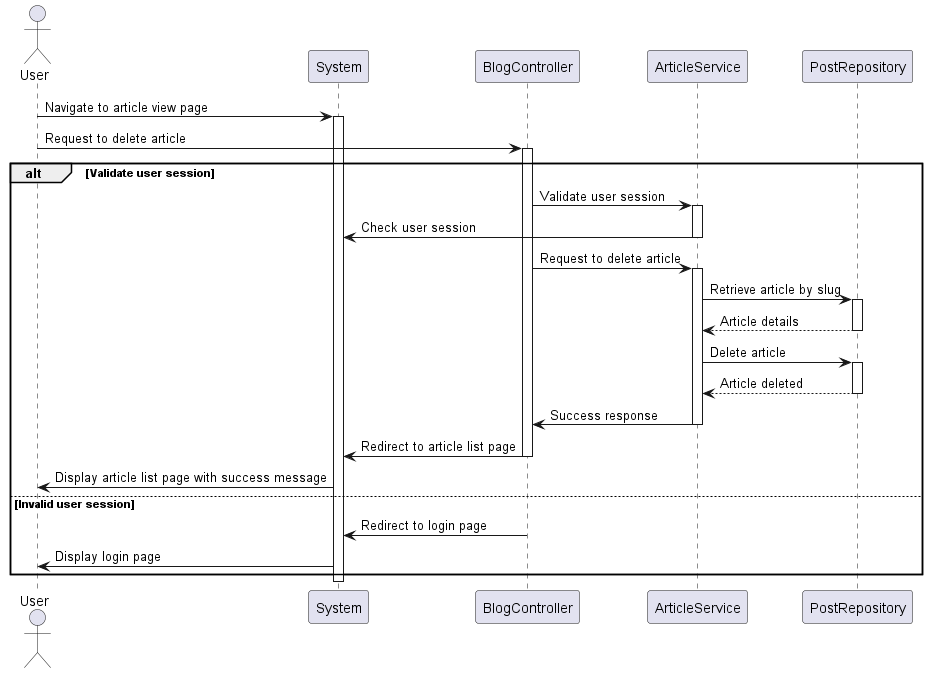 User
System
BlogController
ArticleService
PostRepository
Navigate to article view page
Request to delete article
alt
[Validate user session]
Validate user session
Check user session
Request to delete article
Retrieve article by slug
Article details
Delete article
Article deleted
Success response
Redirect to article list page
Display article list page with success message
[Invalid user session]
Redirect to login page
Display login page
User
System
BlogController
ArticleService
PostRepository